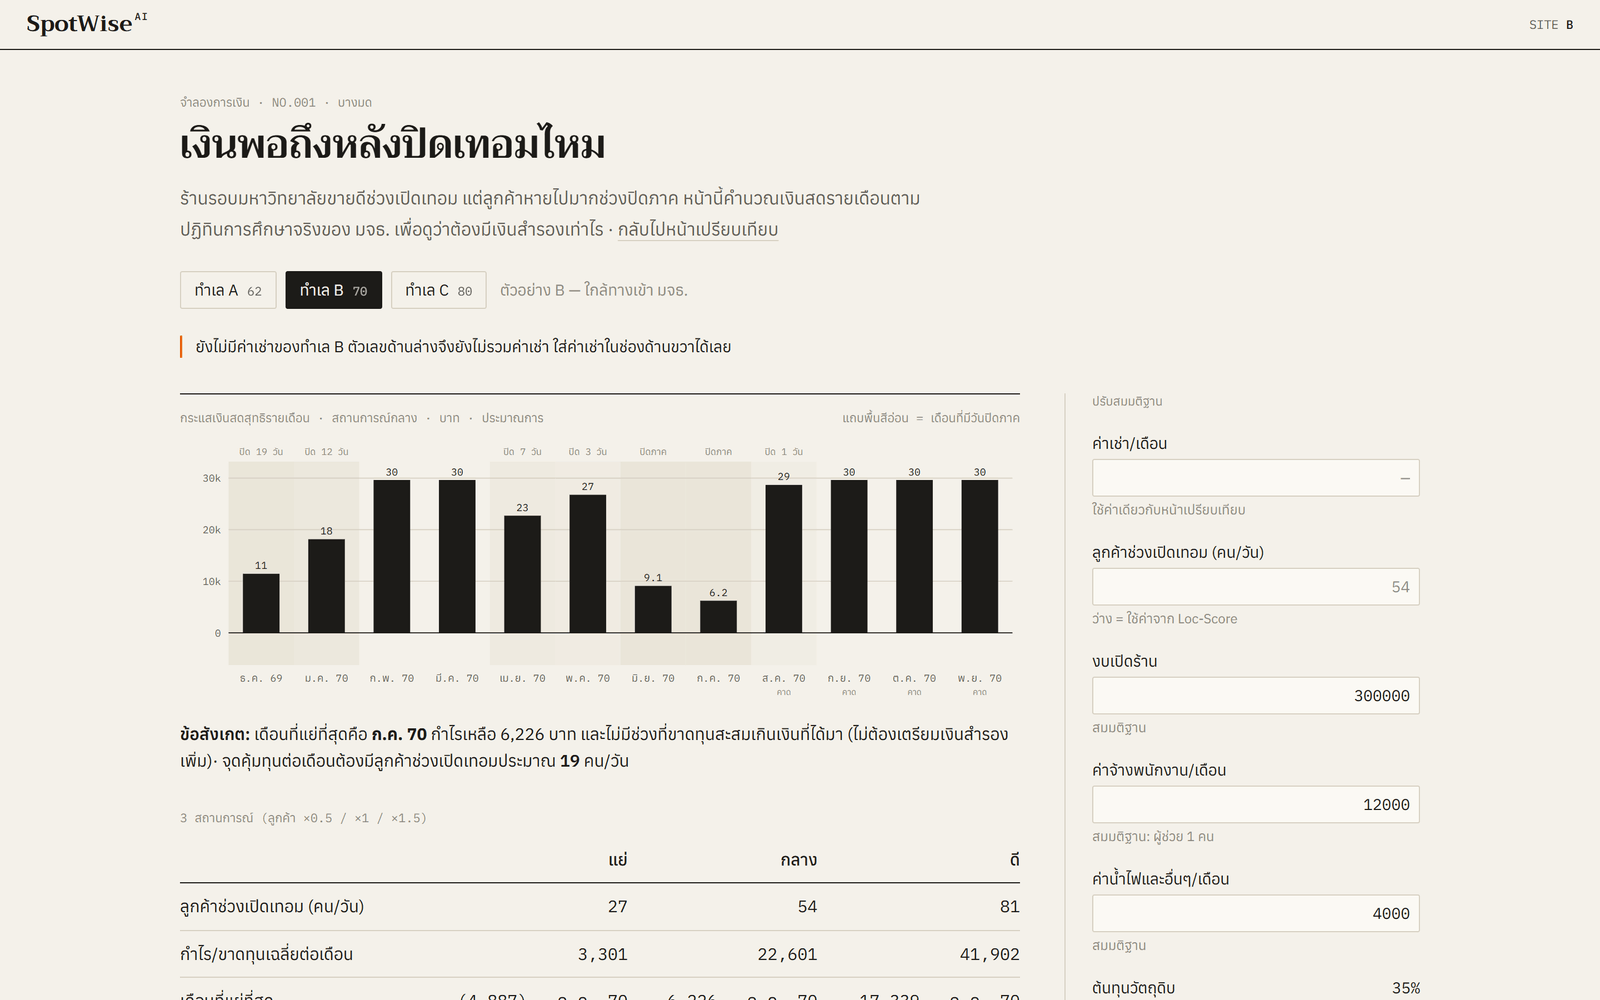 SpotWise AI
SITE B
จำลองการเงิน · NO.001 · บางมด
เงินพอถึงหลังปิดเทอมไหม
ร้านรอบมหาวิทยาลัยขายดีช่วงเปิดเทอม แต่ลูกค้าหายไปมากช่วงปิดภาค หน้านี้คำนวณเงินสดรายเดือนตาม
ปฏิทินการศึกษาจริงของ มจธ. เพื่อดูว่าต้องมีเงินสำรองเท่าไร · กลับไปหน้าเปรียบเทียบ
ทำเล A 62
ทำเล B 70
ทำเล C 80
ตัวอย่าง B — ใกล้ทางเข้า มจธ.
ยังไม่มีค่าเช่าของทำเล B ตัวเลขด้านล่างจึงยังไม่รวมค่าเช่า ใส่ค่าเช่าในช่องด้านขวาได้เลย
กระแสเงินสดสุทธิรายเดือน · สถานการณ์กลาง · บาท · ประมาณการ
แถบพื้นสีอ่อน = เดือนที่มีวันปิดภาค
ปิด 19 วัน ปิด 12 วัน ปิด 7 วัน ปิด 3 วัน ปิดภาค ปิดภาค ปิด 1 วัน
30k
20k
10k
0
11 18 30 30 23 27 9.1 6.2 29 30 30 30
ธ.ค. 69 ม.ค. 70 ก.พ. 70 มี.ค. 70 เม.ย. 70 พ.ค. 70 มิ.ย. 70 ก.ค. 70 ส.ค. 70 ก.ย. 70 ต.ค. 70 พ.ย. 70
คาด คาด คาด คาด
ข้อสังเกต: เดือนที่แย่ที่สุดคือ ก.ค. 70 กำไรเหลือ 6,226 บาท และไม่มีช่วงที่ขาดทุนสะสมเกินเงินที่ได้มา (ไม่ต้องเตรียมเงินสำรอง
เพิ่ม)· จุดคุ้มทุนต่อเดือนต้องมีลูกค้าช่วงเปิดเทอมประมาณ 19 คน/วัน
3 สถานการณ์ (ลูกค้า ×0.5 / ×1 / ×1.5)
แย่ กลาง ดี
ลูกค้าช่วงเปิดเทอม (คน/วัน) 27 54 81
กำไร/ขาดทุนเฉลี่ยต่อเดือน 3,301 22,601 41,902
เดือนที่แย่ที่สุด (4,887) ก.ค. 70 6,226 ก.ค. 70 17,339 ก.ค. 70
ปรับสมมติฐาน
ค่าเช่า/เดือน
—
ใช้ค่าเดียวกับหน้าเปรียบเทียบ
ลูกค้าช่วงเปิดเทอม (คน/วัน)
54
ว่าง = ใช้ค่าจาก Loc-Score
งบเปิดร้าน
300000
สมมติฐาน
ค่าจ้างพนักงาน/เดือน
12000
สมมติฐาน: ผู้ช่วย 1 คน
ค่าน้ำไฟและอื่นๆ/เดือน
4000
สมมติฐาน
ต้นทุนวัตถุดิบ 35%